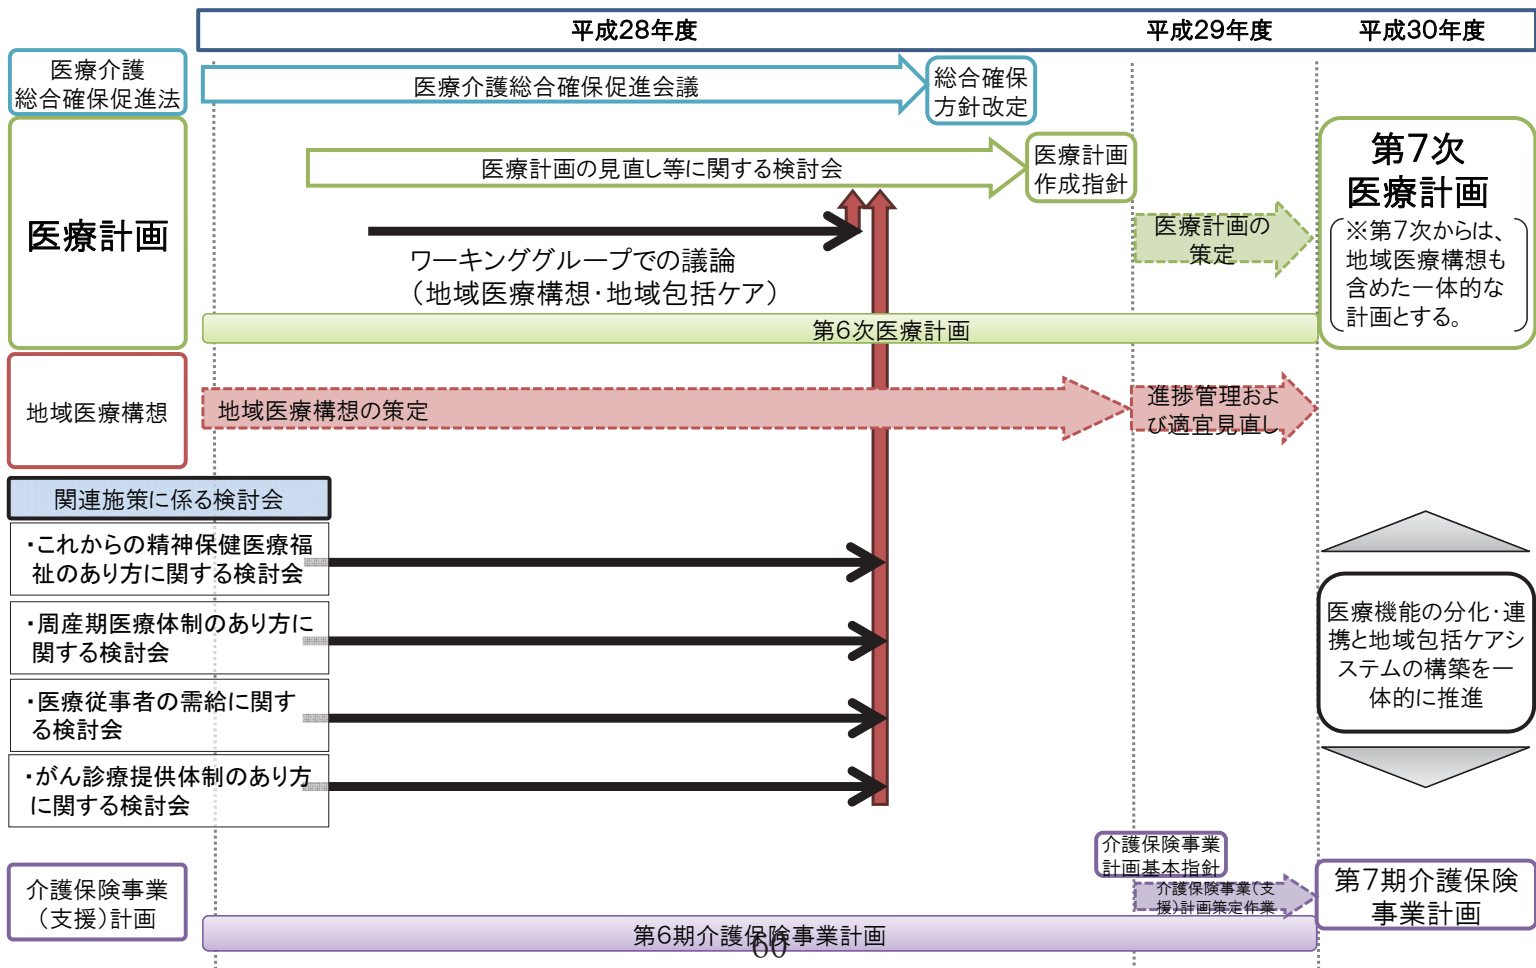 平成28年度
平成29年度
平成30年度
医療介護
総合確保促進法
医療介護総合確保促進会議
総合確保
方針改定
医療計画
医療計画の見直し等に関する検討会
医療計画
作成指針
ワーキンググループでの議論
（地域医療構想・地域包括ケア）
医療計画の
策定
第7次
医療計画
※第7次からは、
地域医療構想も
含めた一体的な
計画とする。
第6次医療計画
地域医療構想
地域医療構想の策定
進捗管理およ
び適宜見直し
関連施策に係る検討会
・これからの精神保健医療福
祉のあり方に関する検討会
・周産期医療体制のあり方に
関する検討会
・医療従事者の需給に関す
る検討会
・がん診療提供体制のあり方
に関する検討会
医療機能の分化・連
携と地域包括ケアシ
ステムの構築を一
体的に推進
介護保険事業
（支援）計画
介護保険事業
計画基本指針
介護保険事業（支
援）計画策定作業
第7期介護保険
事業計画
第6期介護保険事業計画
60